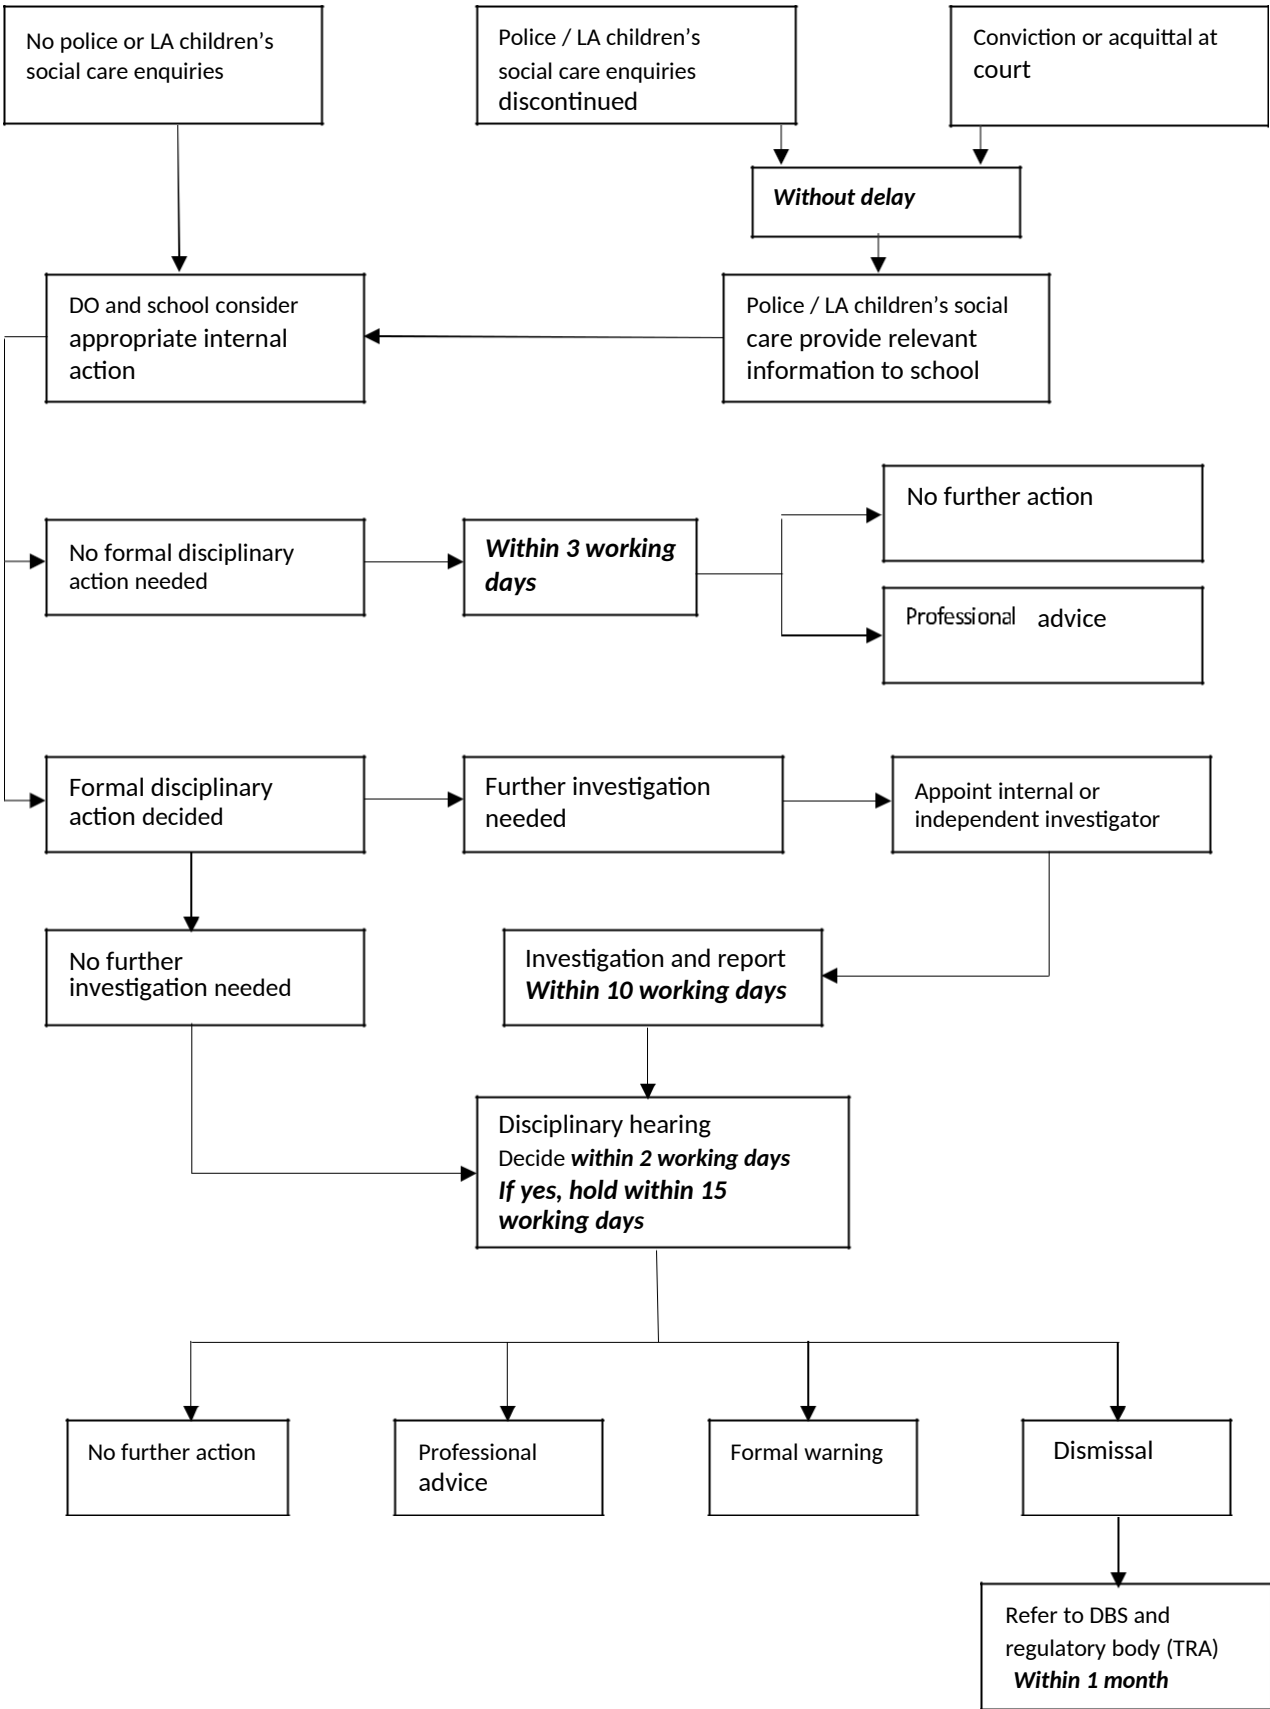 No police or LA children’s
social care enquiries
Police / LA children’s
social care enquiries
discontinued
Conviction or acquittal at
court
Without delay
DO and school consider
appropriate internal
action
Police / LA children’s social
care provide relevant
information to school
No formal disciplinary
action needed
Within 3 working
days
No further action
Professional advice
Formal disciplinary
action decided
Further investigation
needed
Appoint internal or
independent investigator
No further
investigation needed
Investigation and report
Within 10 working days
Disciplinary hearing
Decide within 2 working days
If yes, hold within 15
working days
No further action
Professional
advice
Formal warning
Dismissal
Refer to DBS and
regulatory body (TRA)
Within 1 month